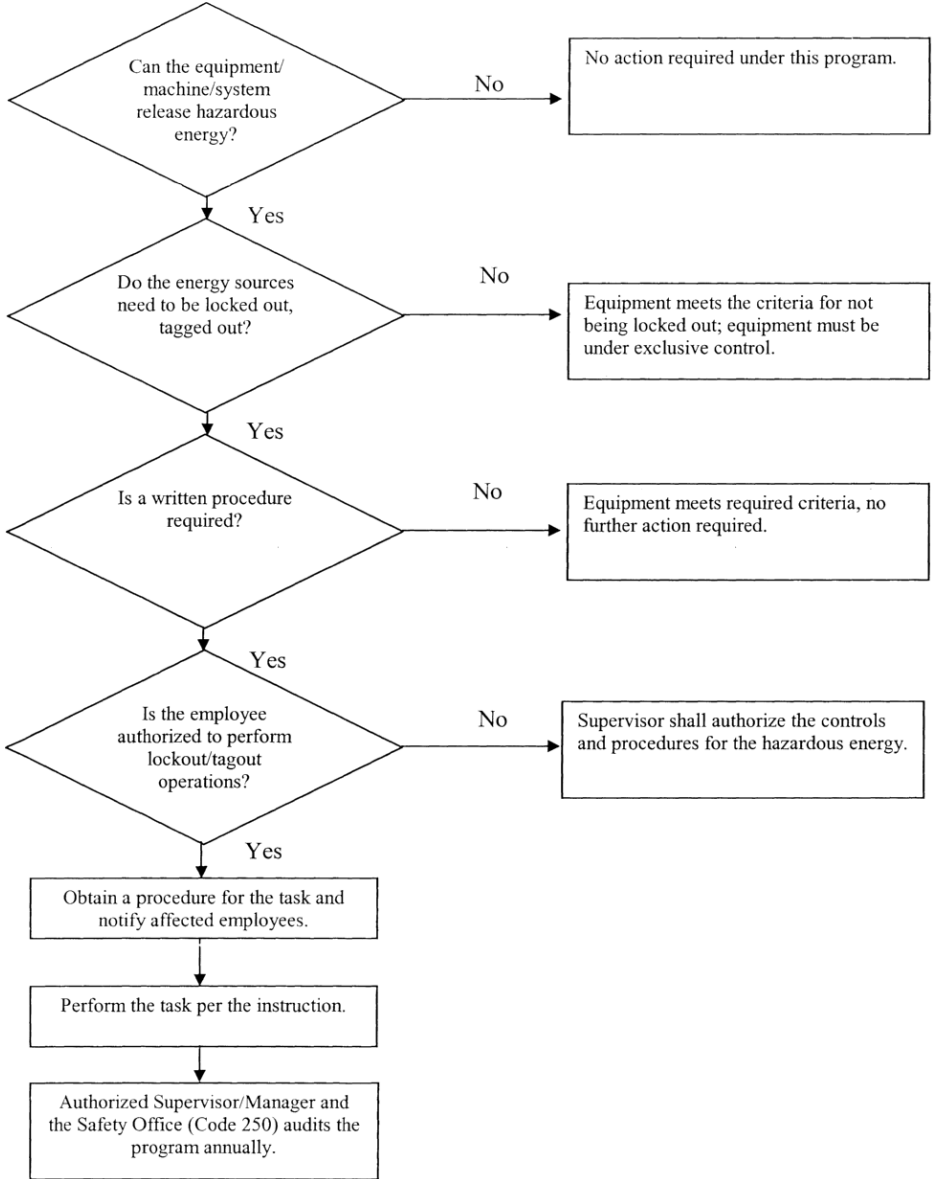 Can the equipment/
machine/system
release hazardous
energy?
No
No action required under this program.
Yes
Do the energy sources
need to be locked out,
tagged out?
No
Equipment meets the criteria for not
being locked out; equipment must be
under exclusive control.
Yes
Is a written procedure
required?
No
Equipment meets required criteria, no
further action required.
Yes
Is the employee
authorized to perform
lockout/tagout
operations?
No
Supervisor shall authorize the controls
and procedures for the hazardous energy.
Yes
Obtain a procedure for the task and
notify affected employees.
Perform the task per the instruction.
Authorized Supervisor/Manager and
the Safety Office (Code 250) audits the
program annually.